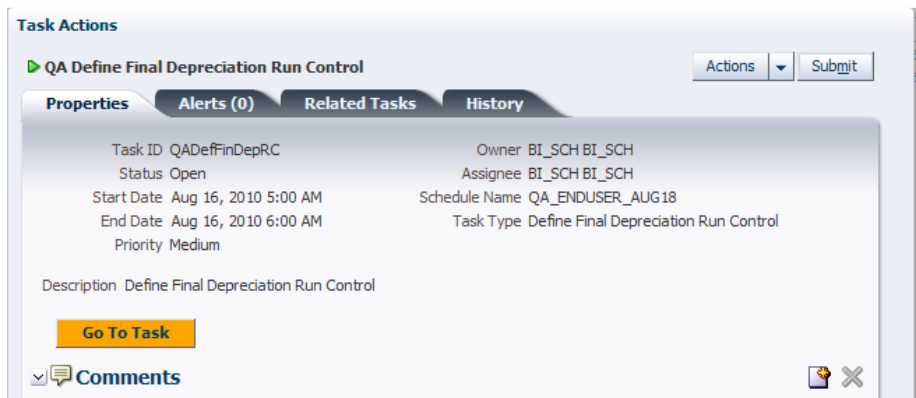 Task Actions
QA Define Final Depreciation Run Control
Actions
Submit
Properties
Alerts (0)
Related Tasks
History
Task ID QADefFinDepRC
Owner BI_SCH BI_SCH
Status Open
Assignee BI_SCH BI_SCH
Start Date Aug 16, 2010 5:00 AM
Schedule Name QA_ENDUSER_AUG18
End Date Aug 16, 2010 6:00 AM
Task Type Define Final Depreciation Run Control
Priority Medium
Description Define Final Depreciation Run Control
Go To Task
Comments